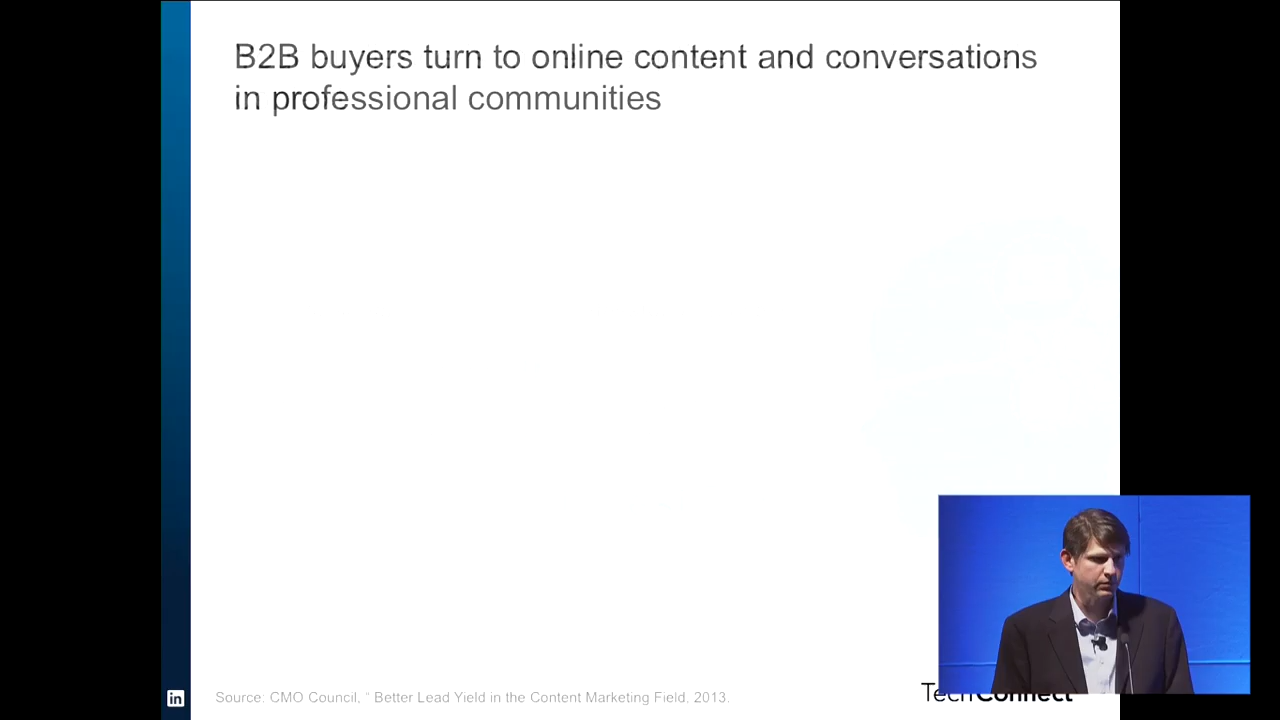 B2B buyers turn to online content and conversations
in professional communities
in
Source: CMO Council, “ Better Lead Yield in the Content Marketing Field, 2013.
TechConnect